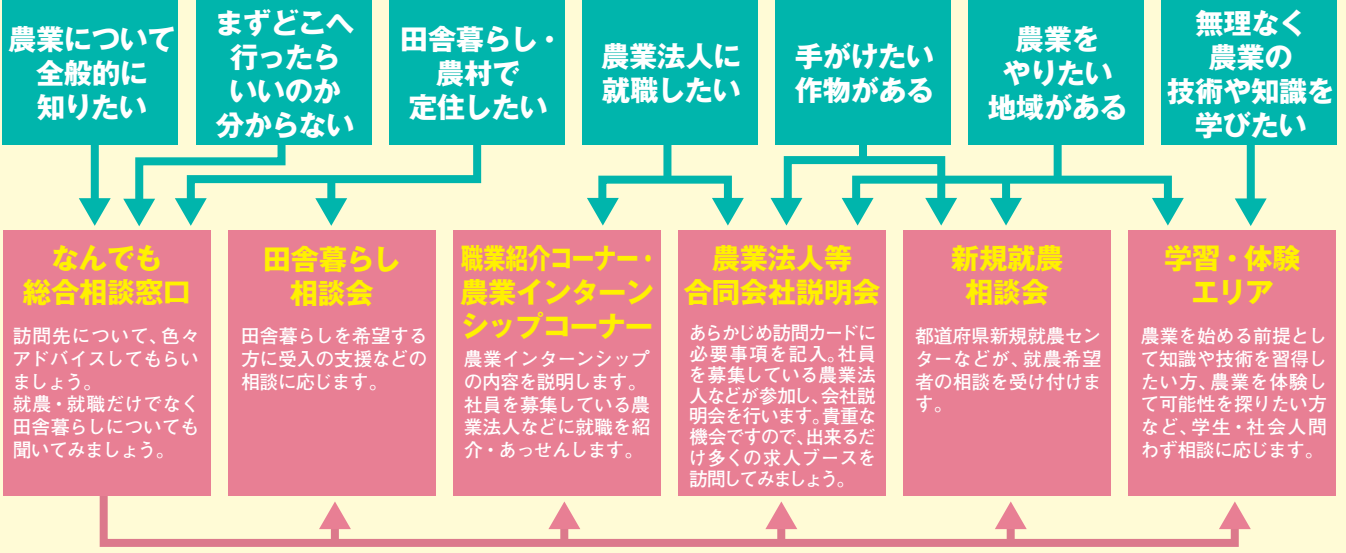 農業について
全般的に
知りたい
まずどこへ
行ったら
いいのか
分からない
田舎暮らし・
農村で
定住したい
農業法人に
就職したい
手がけたい
作物がある
農業を
やりたい
地域がある
無理なく
農業の
技術や知識を
学びたい
なんでも
総合相談窓口
訪問先について、色々
アドバイスしてもらい
ましょう。
就農・就職だけでなく
田舎暮らしについても
聞いてみましょう。
田舎暮らし
相談会
田舎暮らしを希望する
方に受入の支援などの
相談に応じます。
職業紹介コーナー・
農業インターン
シップコーナー
農業インターンシップ
の内容を説明します。
社員を募集している農
業法人などに就職を紹
介・あっせんします。
農業法人等
合同会社説明会
あらかじめ訪問カードに
必要事項を記入。社員
を募集している農業法
人などが参加し、会社説
明会を行います。貴重な
機会ですので、出来るだ
け多くの求人ブースを
訪問してみましょう。
新規就農
相談会
都道府県新規就農セン
ターなどが、就農希望
者の相談を受け付けま
す。
学習・体験
エリア
農業を始める前提とし
て知識や技術を習得し
たい方、農業を体験し
て可能性を探りたい方
など、学生・社会人問
わず相談に応じます。